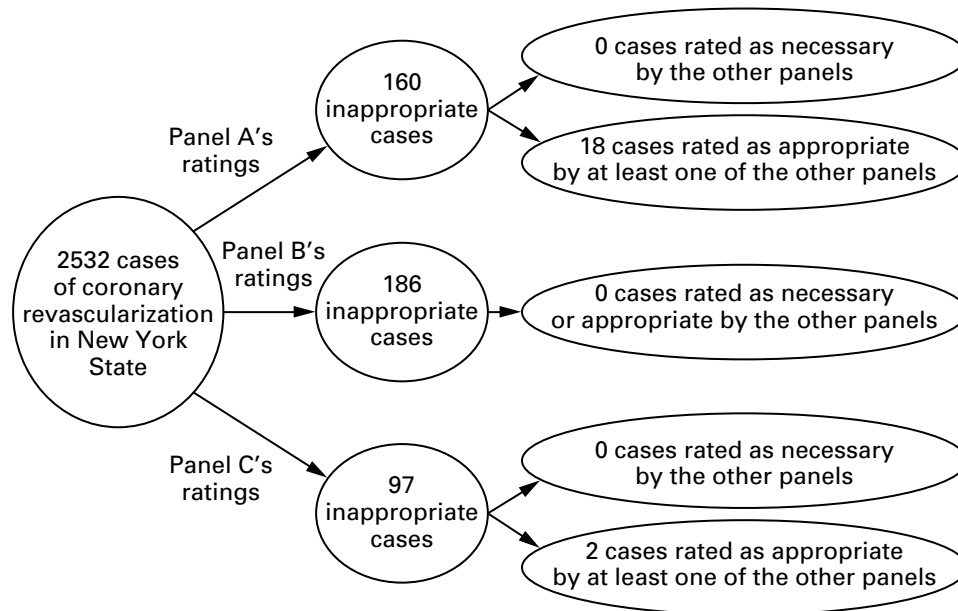 2532 cases
of coronary
revascularization
in New York
State
Panel A's
ratings
160
inappropriate
cases
0 cases rated as necessary
by the other panels
18 cases rated as appropriate
by at least one of the other panels
Panel B's
ratings
186
inappropriate
cases
0 cases rated as necessary
or appropriate by the other panels
Panel C's
ratings
97
inappropriate
cases
0 cases rated as necessary
by the other panels
2 cases rated as appropriate
by at least one of the other panels